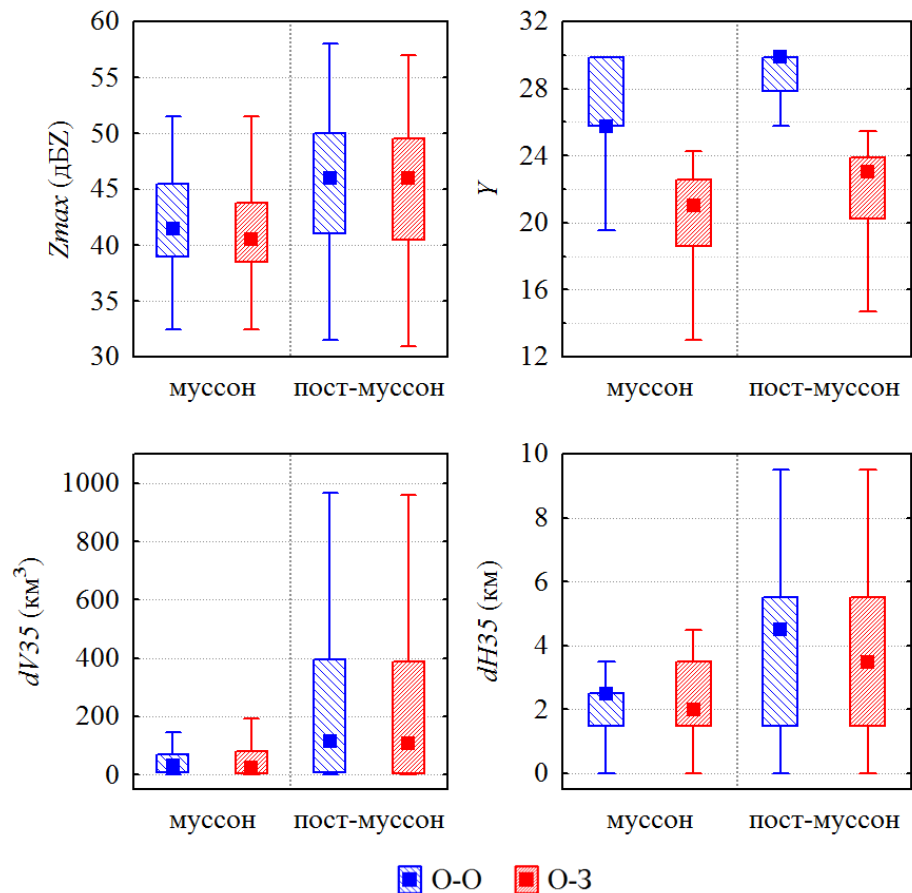 Zmax (дБZ)
60
55
50
45
40
35
30
муссон
пост-муссон
Y
32
28
24
20
16
12
муссон
пост-муссон
dV35 (км³)
1000
800
600
400
200
0
муссон
пост-муссон
dH35 (км)
10
8
6
4
2
0
муссон
пост-муссон
О-О
О-З